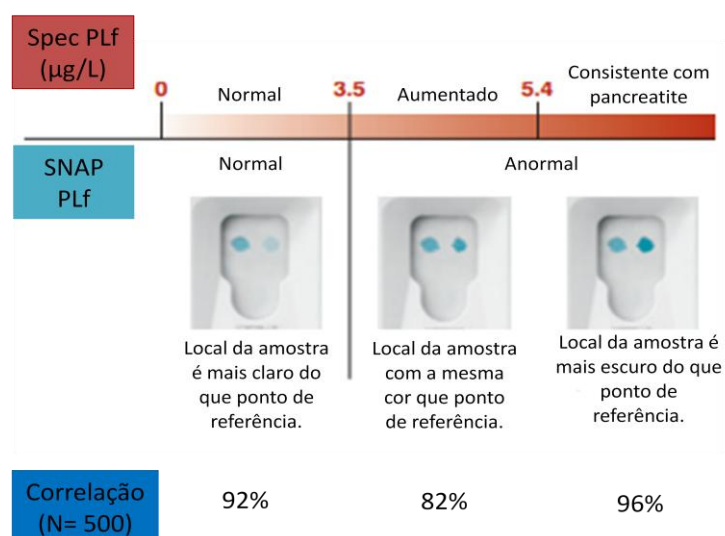 Spec PLf
(µg/L)
0
Normal
3.5
Aumentado
5.4
Consistente com
pancreatite
SNAP
PLf
Normal
Anormal
Local da amostra
é mais claro do
que ponto de
referência.
Local da amostra
com a mesma
cor que ponto
de referência.
Local da amostra é
mais escuro do que
ponto de
referência.
Correlação
(N= 500)
92%
82%
96%